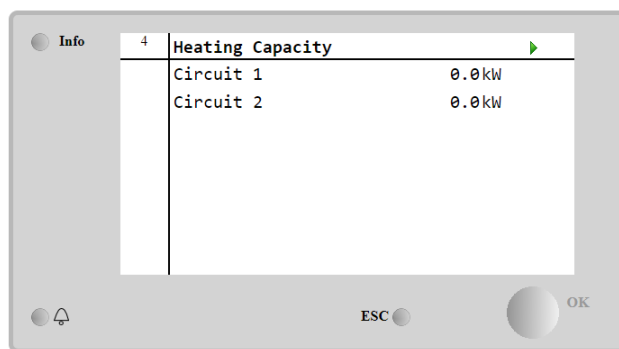 Info
4 Heating Capacity
Circuit 1 0.0kW
Circuit 2 0.0kW
ESC
OK